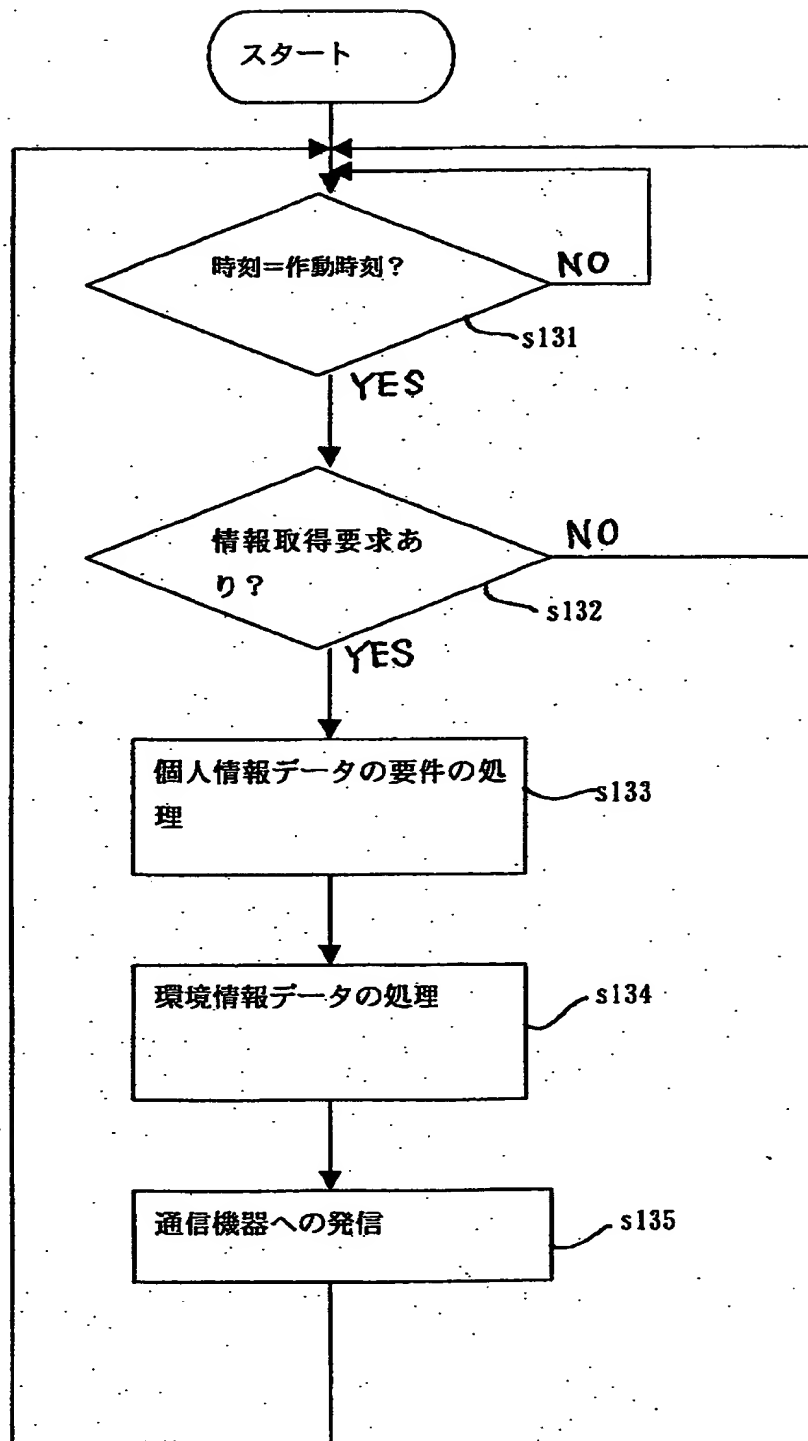 スタート
時刻=作動時刻?
NO
s131
YES
情報取得要求あ
り?
NO
s132
YES
個人情報データの要件の処
理
s133
環境情報データの処理
s134
通信機器への発信
s135